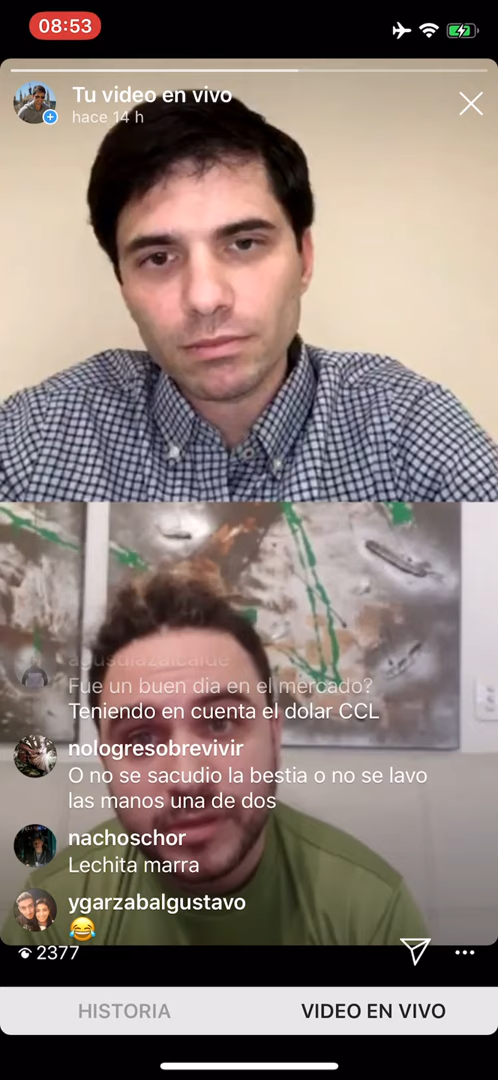 08:53
Tu video en vivo
hace 14 h
agusdiazalcalde
Fue un buen dia en el mercado?
Teniendo en cuenta el dolar CCL
nologresobrevivir
O no se sacudio la bestia o no se lavo
las manos una de dos
nachoschor
Lechita marra
ygarzabalgustavo
😂
2377
HISTORIA
VIDEO EN VIVO